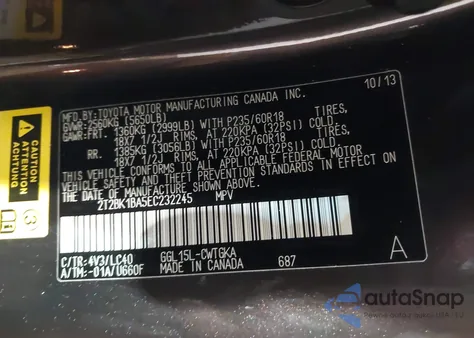 10/13
MFD.BY: TOYOTA MOTOR MANUFACTURING CANADA INC.
GVWR: 2560KG (5650LB)
GAWR: FRT. 1360KG (2999LB) WITH P235/60R18
18X 7 1/2J RIMS, AT 220KPA (32PSI) COLD.
RR. 1385KG (3056LB) WITH P235/60R18
18X7 1/2J RIMS, AT 220KPA (32PSI) COLD.
THIS VEHICLE CONFORMS TO ALL APPLICABLE FEDERAL MOTOR
VEHICLE SAFETY AND THEFT PREVENTION STANDARDS IN EFFECT ON
THE DATE OF MANUFACTURE SHOWN ABOVE.
2T2BK1BA5EC232245 MPV
C/TR: 4V3/LC40 GGL15L-CWTGKA
A/TM: -01A/U660F MADE IN CANADA 687
A
CAUTION
ATTENTION
ACHTUNG
autoSnap